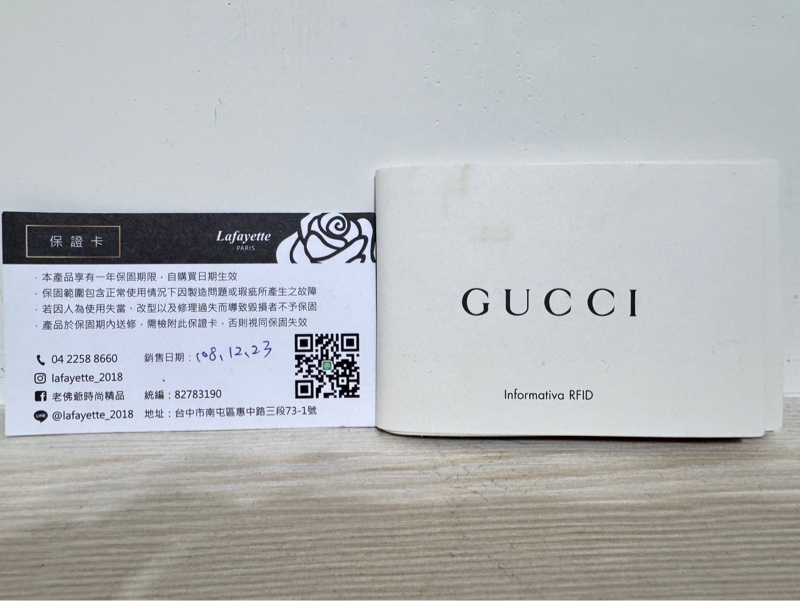 保證卡
Lafayette
PARIS
· 本產品享有一年保固期限，自購買日期生效
· 保固範圍包含正常使用情況下因製造問題或瑕疵所產生之故障
· 若因人為使用失當、改型以及修理過失而導致毀損者不予保固
· 產品於保固期內送修，需檢附此保證卡，否則視同保固失效
04 2258 8660 銷售日期：108、12、23
lafayette_2018
老佛爺時尚精品 統編：82783190
LINE @lafayette_2018 地址：台中市南屯區惠中路三段73-1號
GUCCI
Informativa RFID